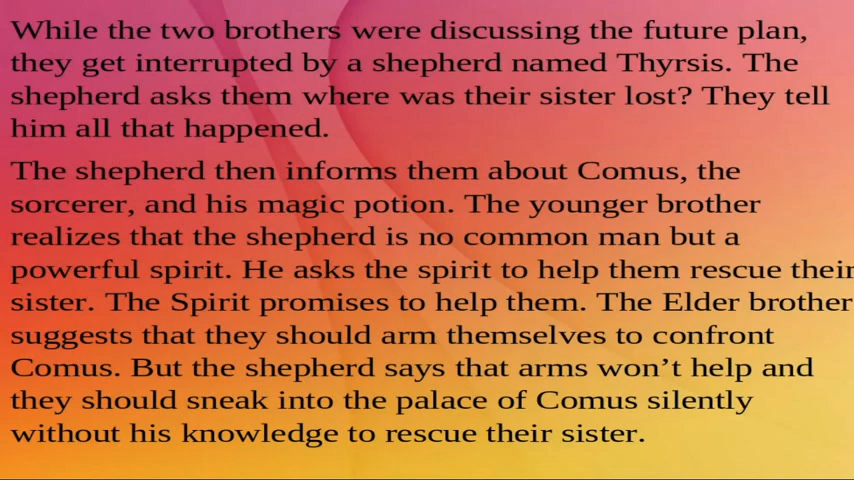 While the two brothers were discussing the future plan,
they get interrupted by a shepherd named Thyrsis. The
shepherd asks them where was their sister lost? They tell
him all that happened.
The shepherd then informs them about Comus, the
sorcerer, and his magic potion. The younger brother
realizes that the shepherd is no common man but a
powerful spirit. He asks the spirit to help them rescue their
sister. The Spirit promises to help them. The Elder brother
suggests that they should arm themselves to confront
Comus. But the shepherd says that arms won’t help and
they should sneak into the palace of Comus silently
without his knowledge to rescue their sister.